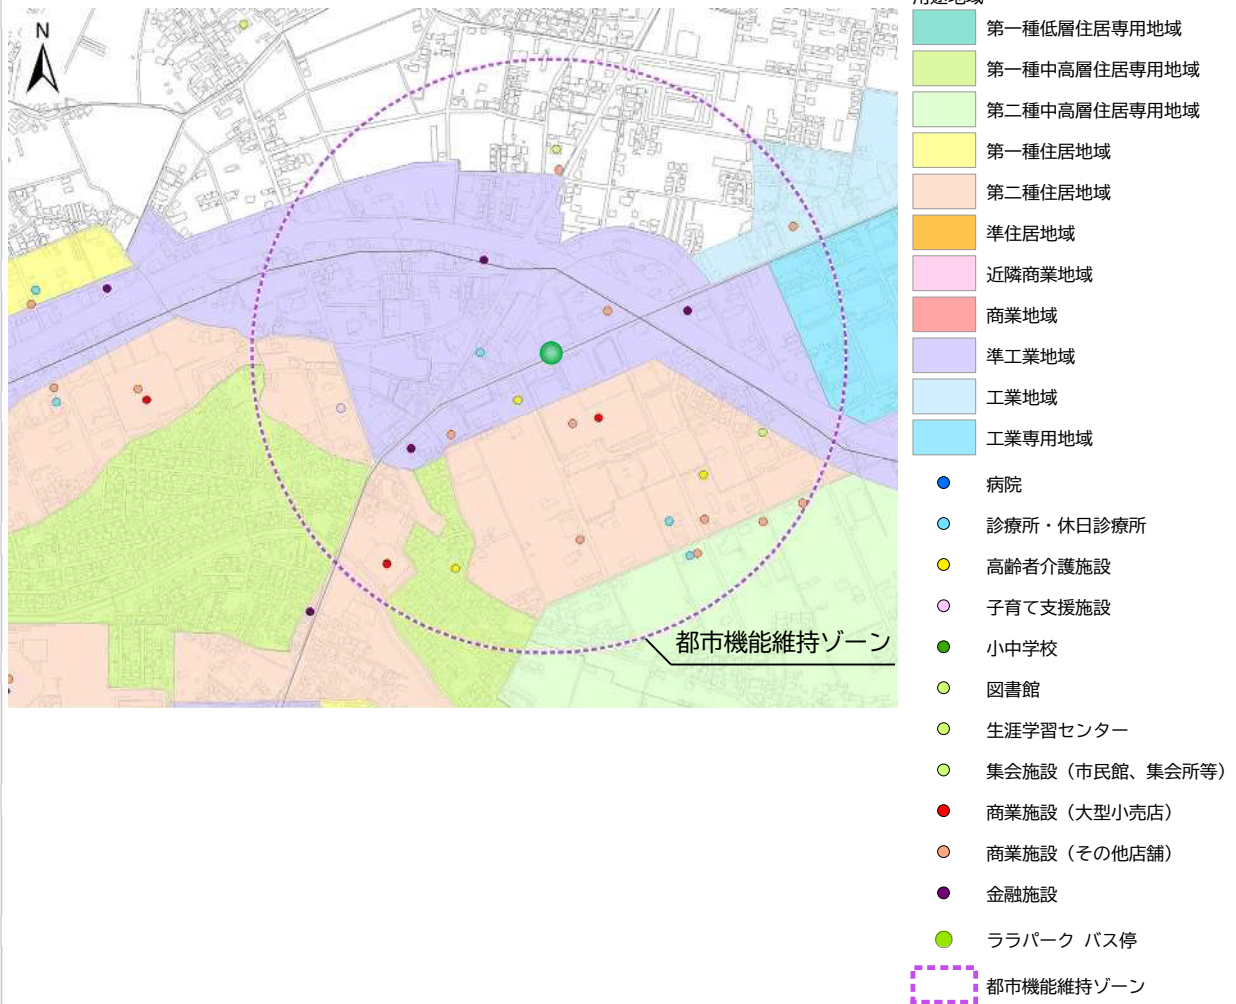 用途地域
N
都市機能維持ゾーン
第一種低層住居専用地域
第一種中高層住居専用地域
第二種中高層住居専用地域
第一種住居地域
第二種住居地域
準住居地域
近隣商業地域
商業地域
準工業地域
工業地域
工業専用地域
病院
診療所・休日診療所
高齢者介護施設
子育て支援施設
小中学校
図書館
生涯学習センター
集会施設（市民館、集会所等）
商業施設（大型小売店）
商業施設（その他店舗）
金融施設
ララパーク バス停
都市機能維持ゾーン